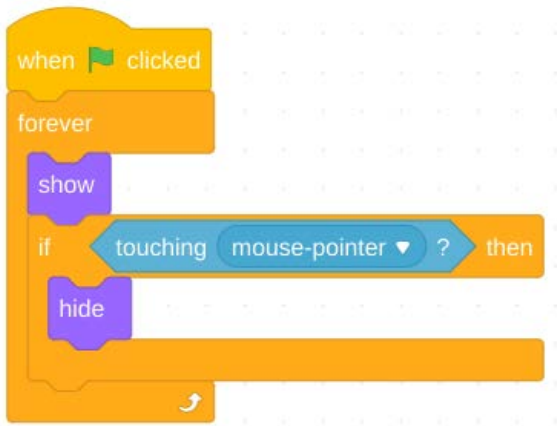 when clicked
forever
show
if touching mouse-pointer ? then
hide